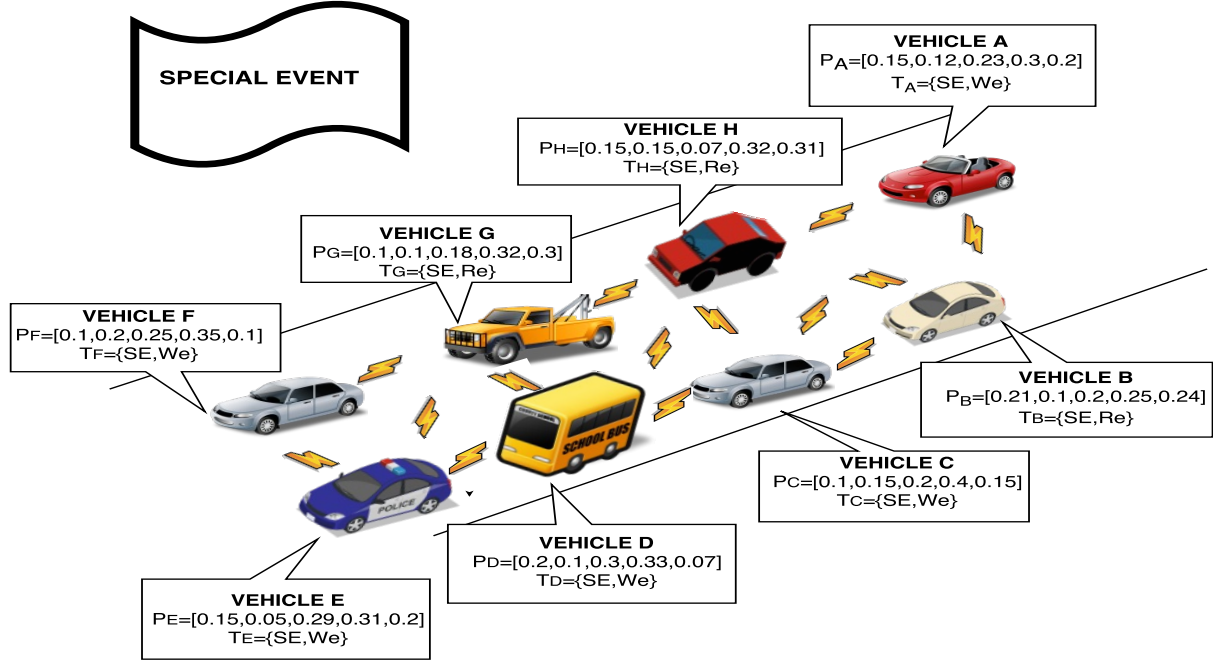 SPECIAL EVENT
VEHICLE A
PA=[0.15,0.12,0.23,0.3,0.2]
TA={SE,We}
VEHICLE H
PH=[0.15,0.15,0.07,0.32,0.31]
TH={SE,Re}
VEHICLE G
PG=[0.1,0.1,0.18,0.32,0.3]
TG={SE,Re}
VEHICLE F
PF=[0.1,0.2,0.25,0.35,0.1]
TF={SE,We}
VEHICLE B
PB=[0.21,0.1,0.2,0.25,0.24]
TB={SE,Re}
SCHOOL BUS
VEHICLE C
PC=[0.1,0.15,0.2,0.4,0.15]
TC={SE,We}
POLICE
VEHICLE D
PD=[0.2,0.1,0.3,0.33,0.07]
TD={SE,We}
VEHICLE E
PE=[0.15,0.05,0.29,0.31,0.2]
TE={SE,We}